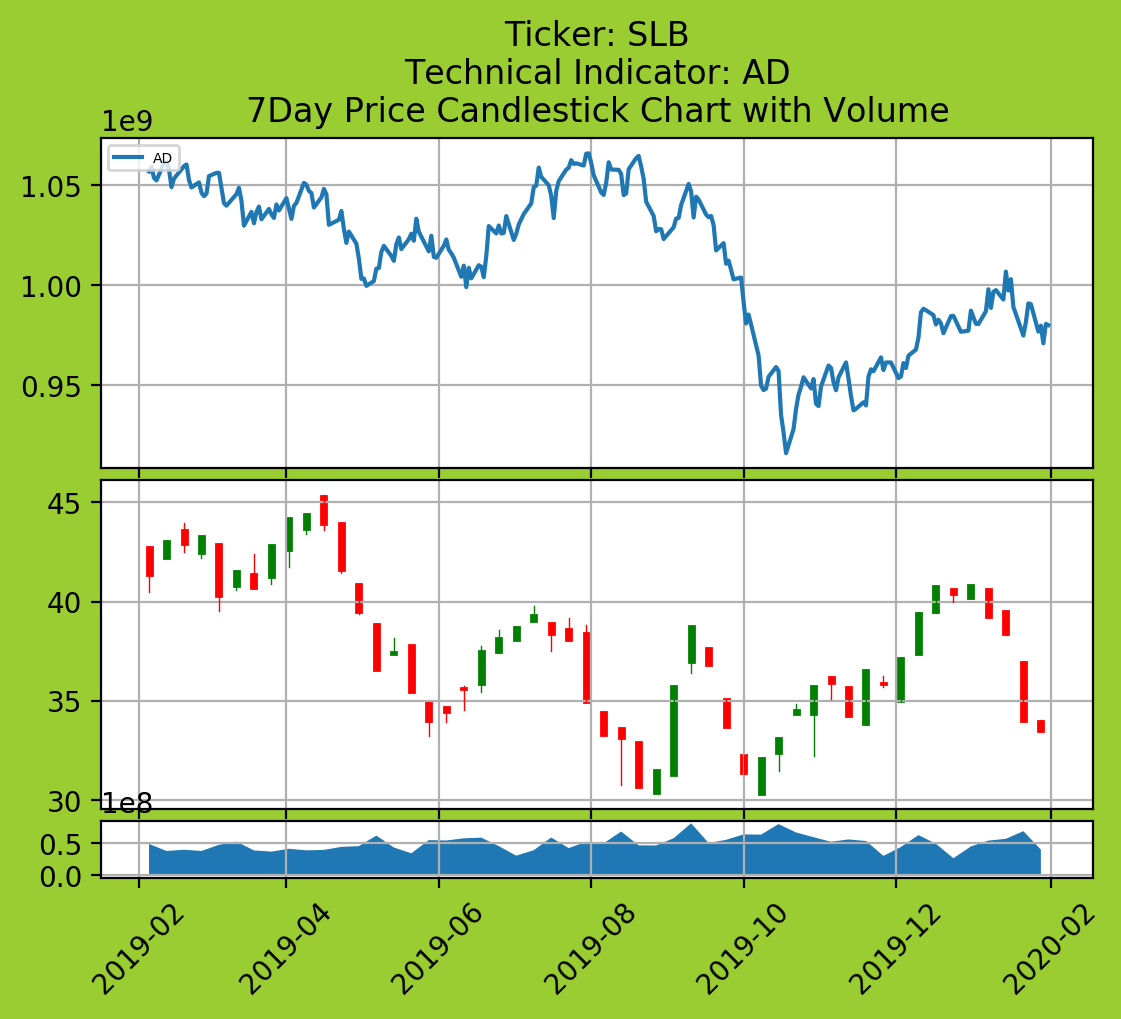 Ticker: SLB
Technical Indicator: AD
7Day Price Candlestick Chart with Volume
1e9
AD
1.05
1.00
0.95
45
40
35
30
1e8
0.5
0.0
2019-02
2019-04
2019-06
2019-08
2019-10
2019-12
2020-02